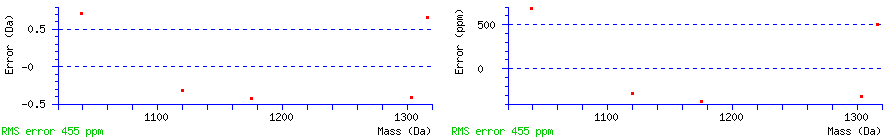 Error (Da)
0.5
-0
-0.5
1100
1200
1300
RMS error 455 ppm
Mass (Da)
Error (ppm)
500
0
1100
1200
1300
RMS error 455 ppm
Mass (Da)